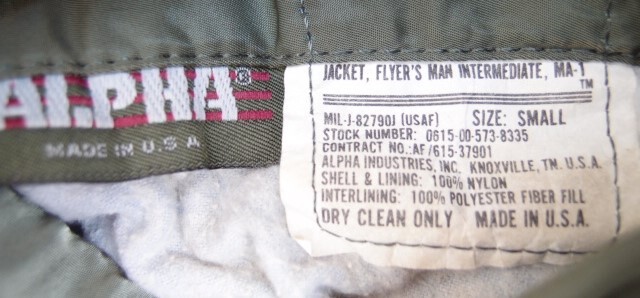 ALPHA®
MADE IN U.S A
JACKET, FLYER'S MAN INTERMEDIATE, MA-1
™
MIL-J-82790J (USAF) SIZE: SMALL
STOCK NUMBER: 0615-00-573-8335
CONTRACT NO.: AF/615-37901
ALPHA INDUSTRIES, INC. KNOXVILLE, TN. U.S.A.
SHELL & LINING: 100% NYLON
INTERLINING: 100% POLYESTER FIBER FILL
DRY CLEAN ONLY MADE IN U.S.A.